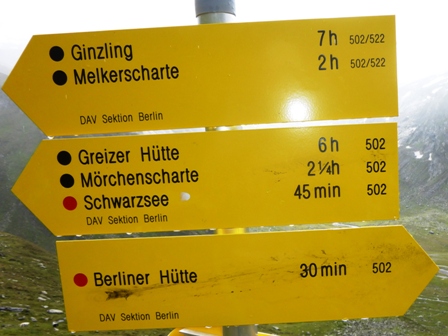 Ginzling 7h 502/522
Melkerscharte 2h 502/522
DAV Sektion Berlin
Greizer Hütte 6h 502
Mörchenscharte 2¼h 502
Schwarzsee 45 min 502
DAV Sektion Berlin
Berliner Hütte 30 min 502
DAV Sektion Berlin